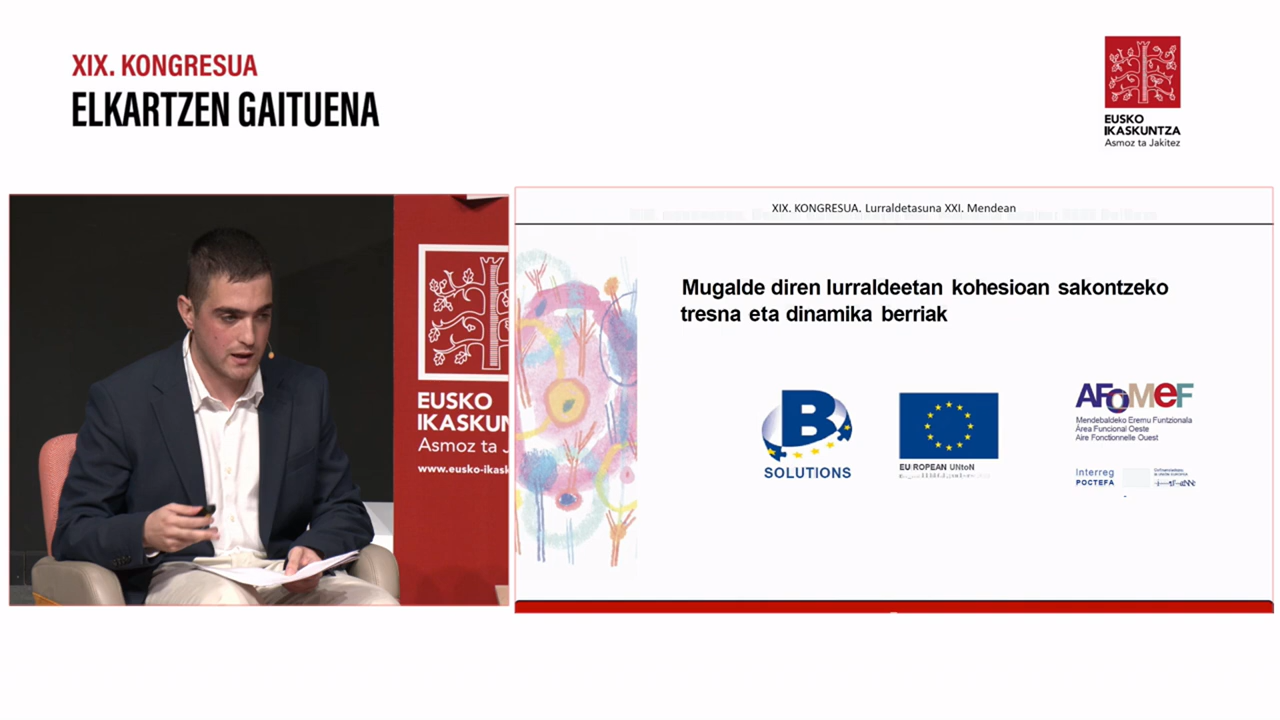 XIX. KONGRESUA
ELKARTZEN GAITUENA
EUSKO
IKASKUNTZA
Asmoz ta Jakitez
EUSKO
IKASKUN
Asmoz ta J
www.eusko-ikask
XIX. KONGRESUA. Lurraldetasuna XXI. Mendean
Mugalde diren lurraldeetan kohesioan sakontzeko
tresna eta dinamika berriak
B
SOLUTIONS
EU ROPEAN UNtoN
AFoMeF
Mendebaldeko Eremu Funtzionala
Área Funcional Oeste
Aire Fonctionnelle Ouest
Interreg
POCTEFA